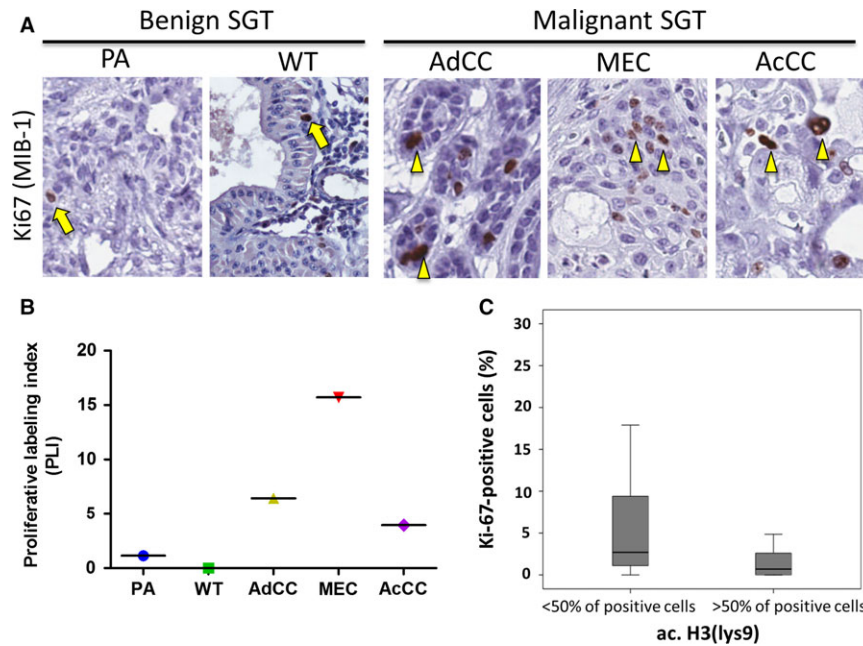 A
Benign SGT
Malignant SGT
PA
WT
AdCC
MEC
AcCC
Ki67 (MIB-1)
B
Proliferative labeling index
(PLI)
20
15
10
5
0
PA
WT
AdCC
MEC
AcCC
C
Ki-67-positive cells (%)
30
25
20
15
10
5
0
<50% of positive cells
>50% of positive cells
ac. H3(lys9)